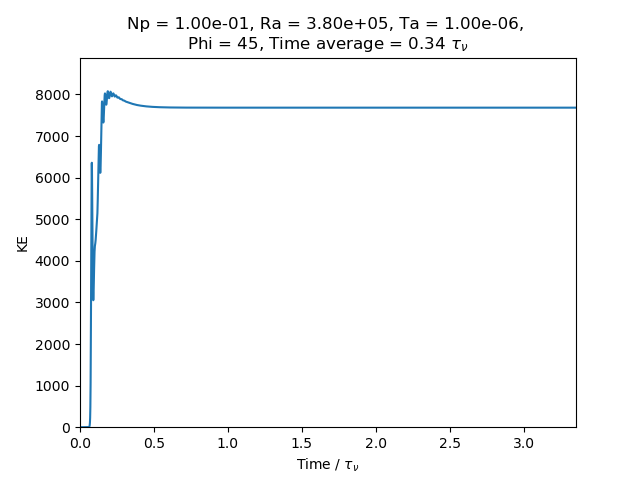 Np = 1.00e-01, Ra = 3.80e+05, Ta = 1.00e-06,
Phi = 45, Time average = 0.34 τν
8000
7000
6000
5000
4000
3000
2000
1000
0
KE
0.0 0.5 1.0 1.5 2.0 2.5 3.0
Time / τν